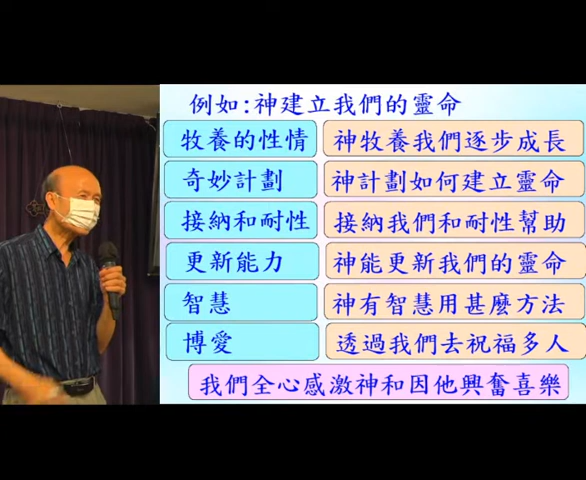 例如:神建立我們的靈命
牧養的性情 神牧養我們逐步成長
奇妙計劃 神計劃如何建立靈命
接納和耐性 接納我們和耐性幫助
更新能力 神能更新我們的靈命
智慧 神有智慧用甚麼方法
博愛 透過我們去祝福多人
我們全心感激神和因他興奮喜樂